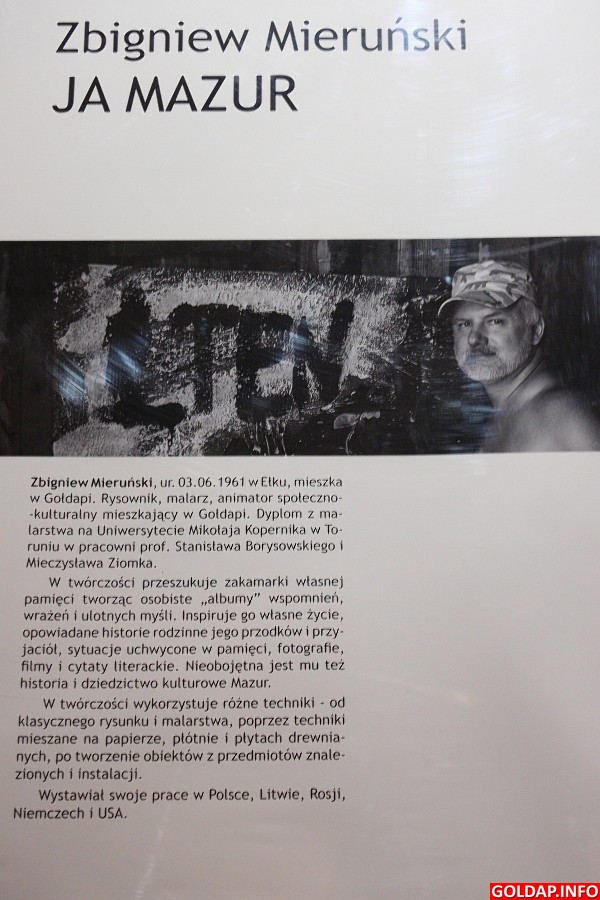 Zbigniew Mieruński
JA MAZUR
LTEN
Zbigniew Mieruński, ur. 03.06.1961 w Ełku, mieszka
w Gołdapi. Rysownik, malarz, animator społeczno-
-kulturalny mieszkający w Gołdapi. Dyplom z ma-
larstwa na Uniwersytecie Mikołaja Kopernika w To-
runiu w pracowni prof. Stanisława Borysowskiego i
Mieczysława Ziomka.
W twórczości przeszukuje zakamarki własnej
pamięci tworząc osobiste „albumy” wspomnień,
wrażeń i ulotnych myśli. Inspiruje go własne życie,
opowiadane historie rodzinne jego przodków i przy-
jaciół, sytuacje uchwycone w pamięci, fotografie,
filmy i cytaty literackie. Nieobojętna jest mu też
historia i dziedzictwo kulturowe Mazur.
W twórczości wykorzystuje różne techniki - od
klasycznego rysunku i malarstwa, poprzez techniki
mieszane na papierze, płótnie i płytach drewnia-
nych, po tworzenie obiektów z przedmiotów znale-
zionych i instalacji.
Wystawiał swoje prace w Polsce, Litwie, Rosji,
Niemczech i USA.
GOLDAP.INFO